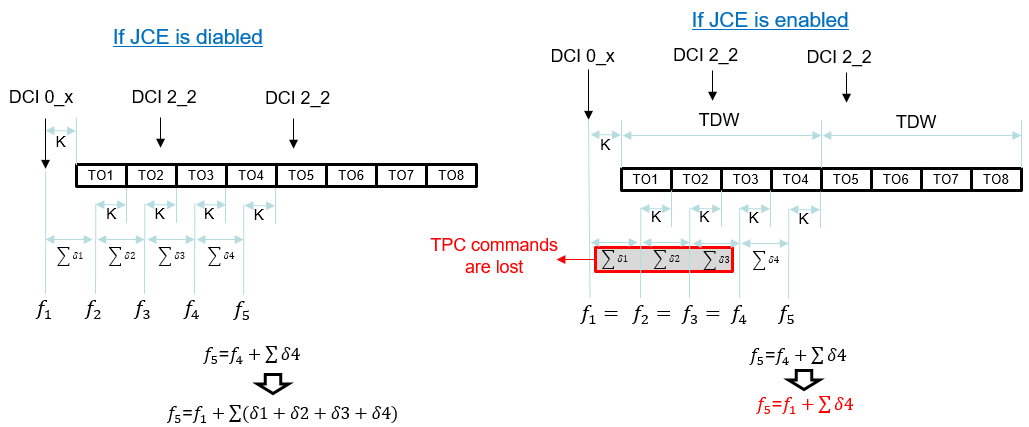 If JCE is diabled
DCI 0_x
DCI 2_2
DCI 2_2
K
TO1 TO2 TO3 TO4 TO5 TO6 TO7 TO8
K K K K
∑ δ1 ∑ δ2 ∑ δ3 ∑ δ4
f₁ f₂ f₃ f₄ f₅
f₅=f₄ + ∑ δ4
f₅=f₁ + ∑(δ1 + δ2 + δ3 + δ4)
If JCE is enabled
DCI 0_x
DCI 2_2
DCI 2_2
TDW TDW
K
TO1 TO2 TO3 TO4 TO5 TO6 TO7 TO8
K K K K
TPC commands
are lost
∑ δ1 ∑ δ2 ∑ δ3 ∑ δ4
f₁ = f₂ = f₃ = f₄ f₅
f₅=f₄ + ∑ δ4
f₅=f₁ + ∑ δ4